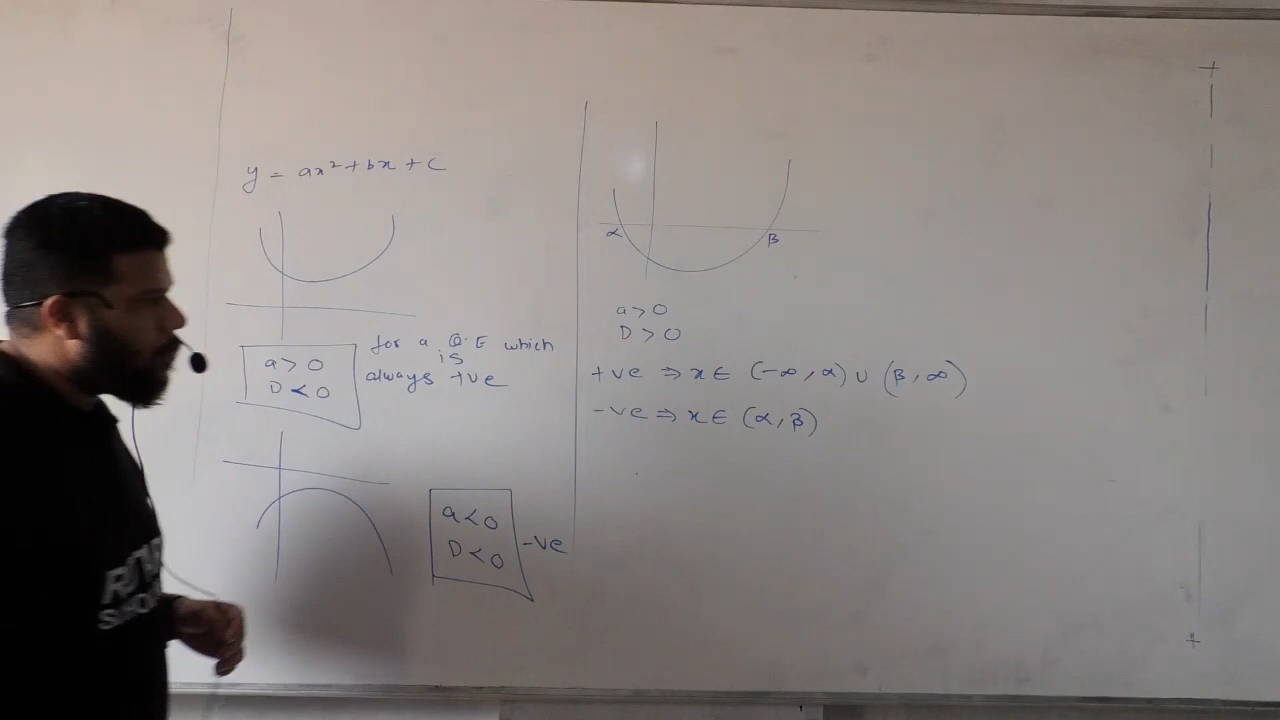 y = ax² + bx + c
a > 0
D < 0
for a Q.E which
is
always +ve
a < 0
D < 0
-ve
α
β
a > 0
D > 0
+ve ⇒ x ∈ (-∞, α) ∪ (β, ∞)
-ve ⇒ x ∈ (α, β)